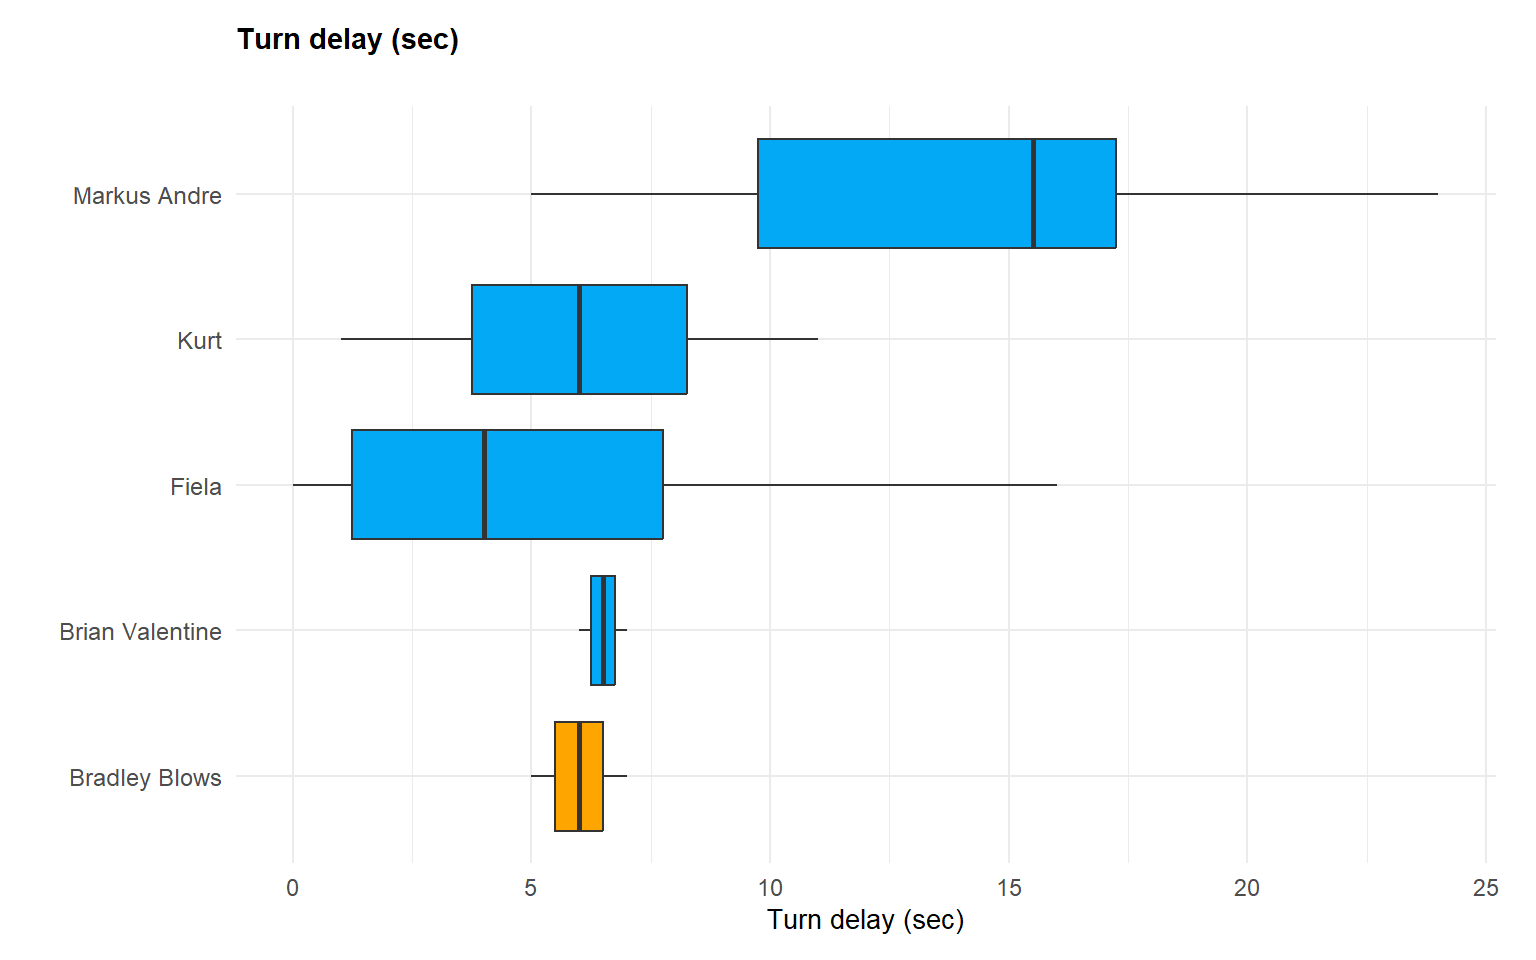 Turn delay (sec)
Markus Andre
Kurt
Fiela
Brian Valentine
Bradley Blows
0 5 10 15 20 25
Turn delay (sec)